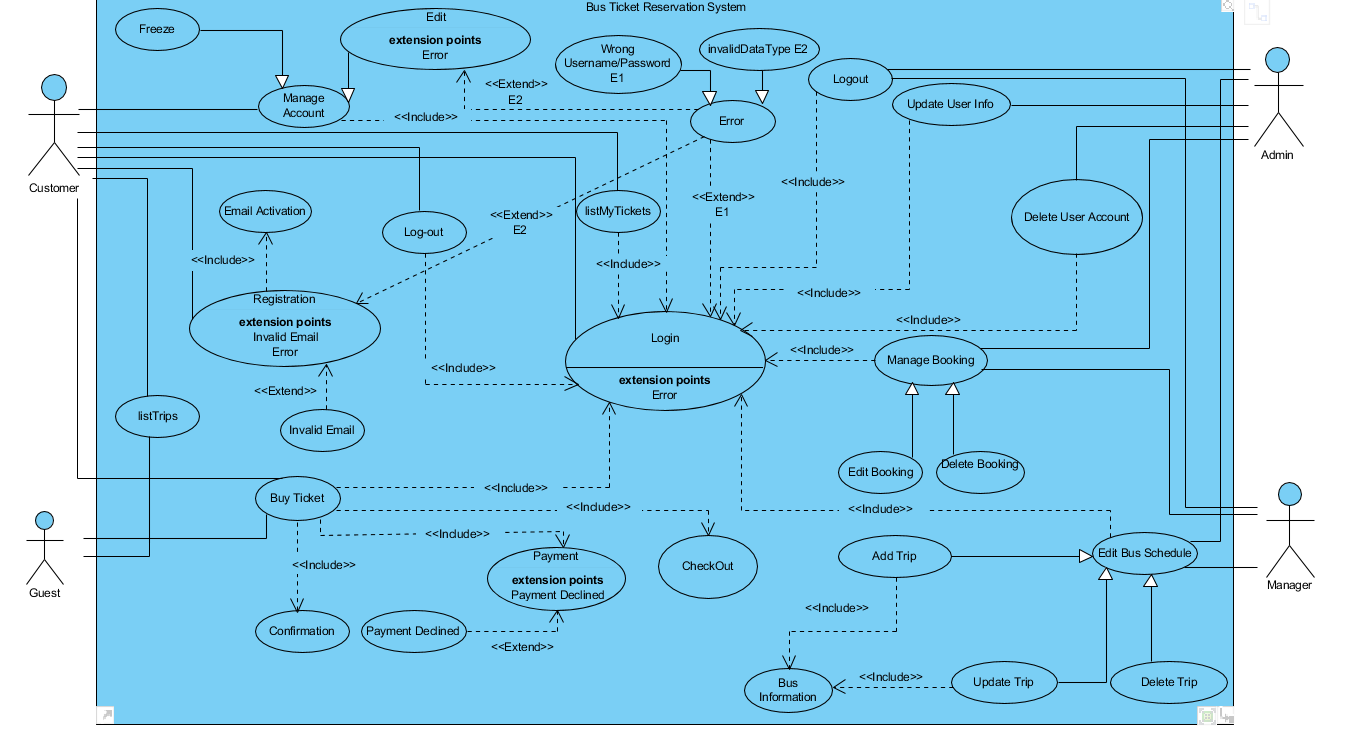 Bus Ticket Reservation System
Freeze
Edit
extension points
Error
Wrong
Username/Password
E1
invalidDataType E2
Logout
Update User Info
Manage
Account
<<Extend>>
E2
<<Include>>
Error
Customer
Admin
Email Activation
Log-out
listMyTickets
<<Include>>
<<Extend>>
E1
<<Extend>>
E2
Delete User Account
<<Include>>
<<Include>>
<<Include>>
Registration
extension points
Invalid Email
Error
Login
extension points
Error
<<Include>>
<<Include>>
<<Include>>
Manage Booking
<<Include>>
<<Extend>>
listTrips
Invalid Email
Edit Booking
Delete Booking
Buy Ticket
<<Include>>
<<Include>>
<<Include>>
<<Include>>
Guest
Manager
<<Include>>
Payment
extension points
Payment Declined
CheckOut
Add Trip
Edit Bus Schedule
<<Include>>
Confirmation
Payment Declined
<<Extend>>
<<Include>>
Bus
Information
Update Trip
Delete Trip